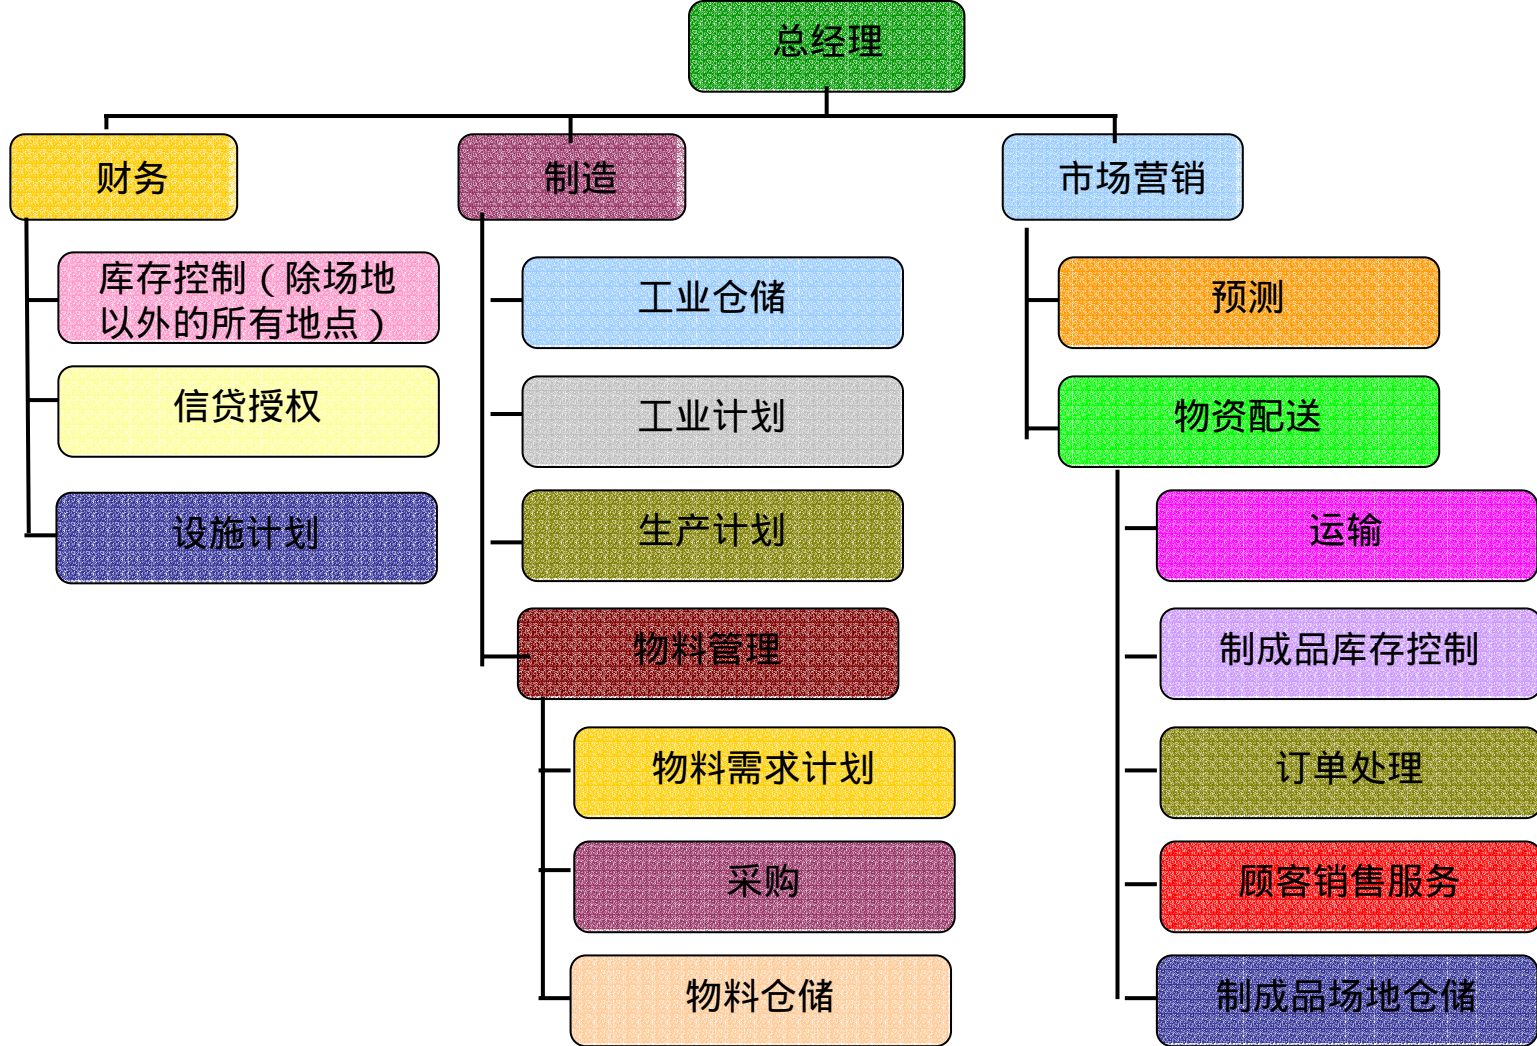 总经理
财务
制造
市场营销
库存控制（除场地
以外的所有地点）
信贷授权
设施计划
工业仓储
工业计划
生产计划
物料管理
物料需求计划
采购
物料仓储
预测
物资配送
运输
制成品库存控制
订单处理
顾客销售服务
制成品场地仓储